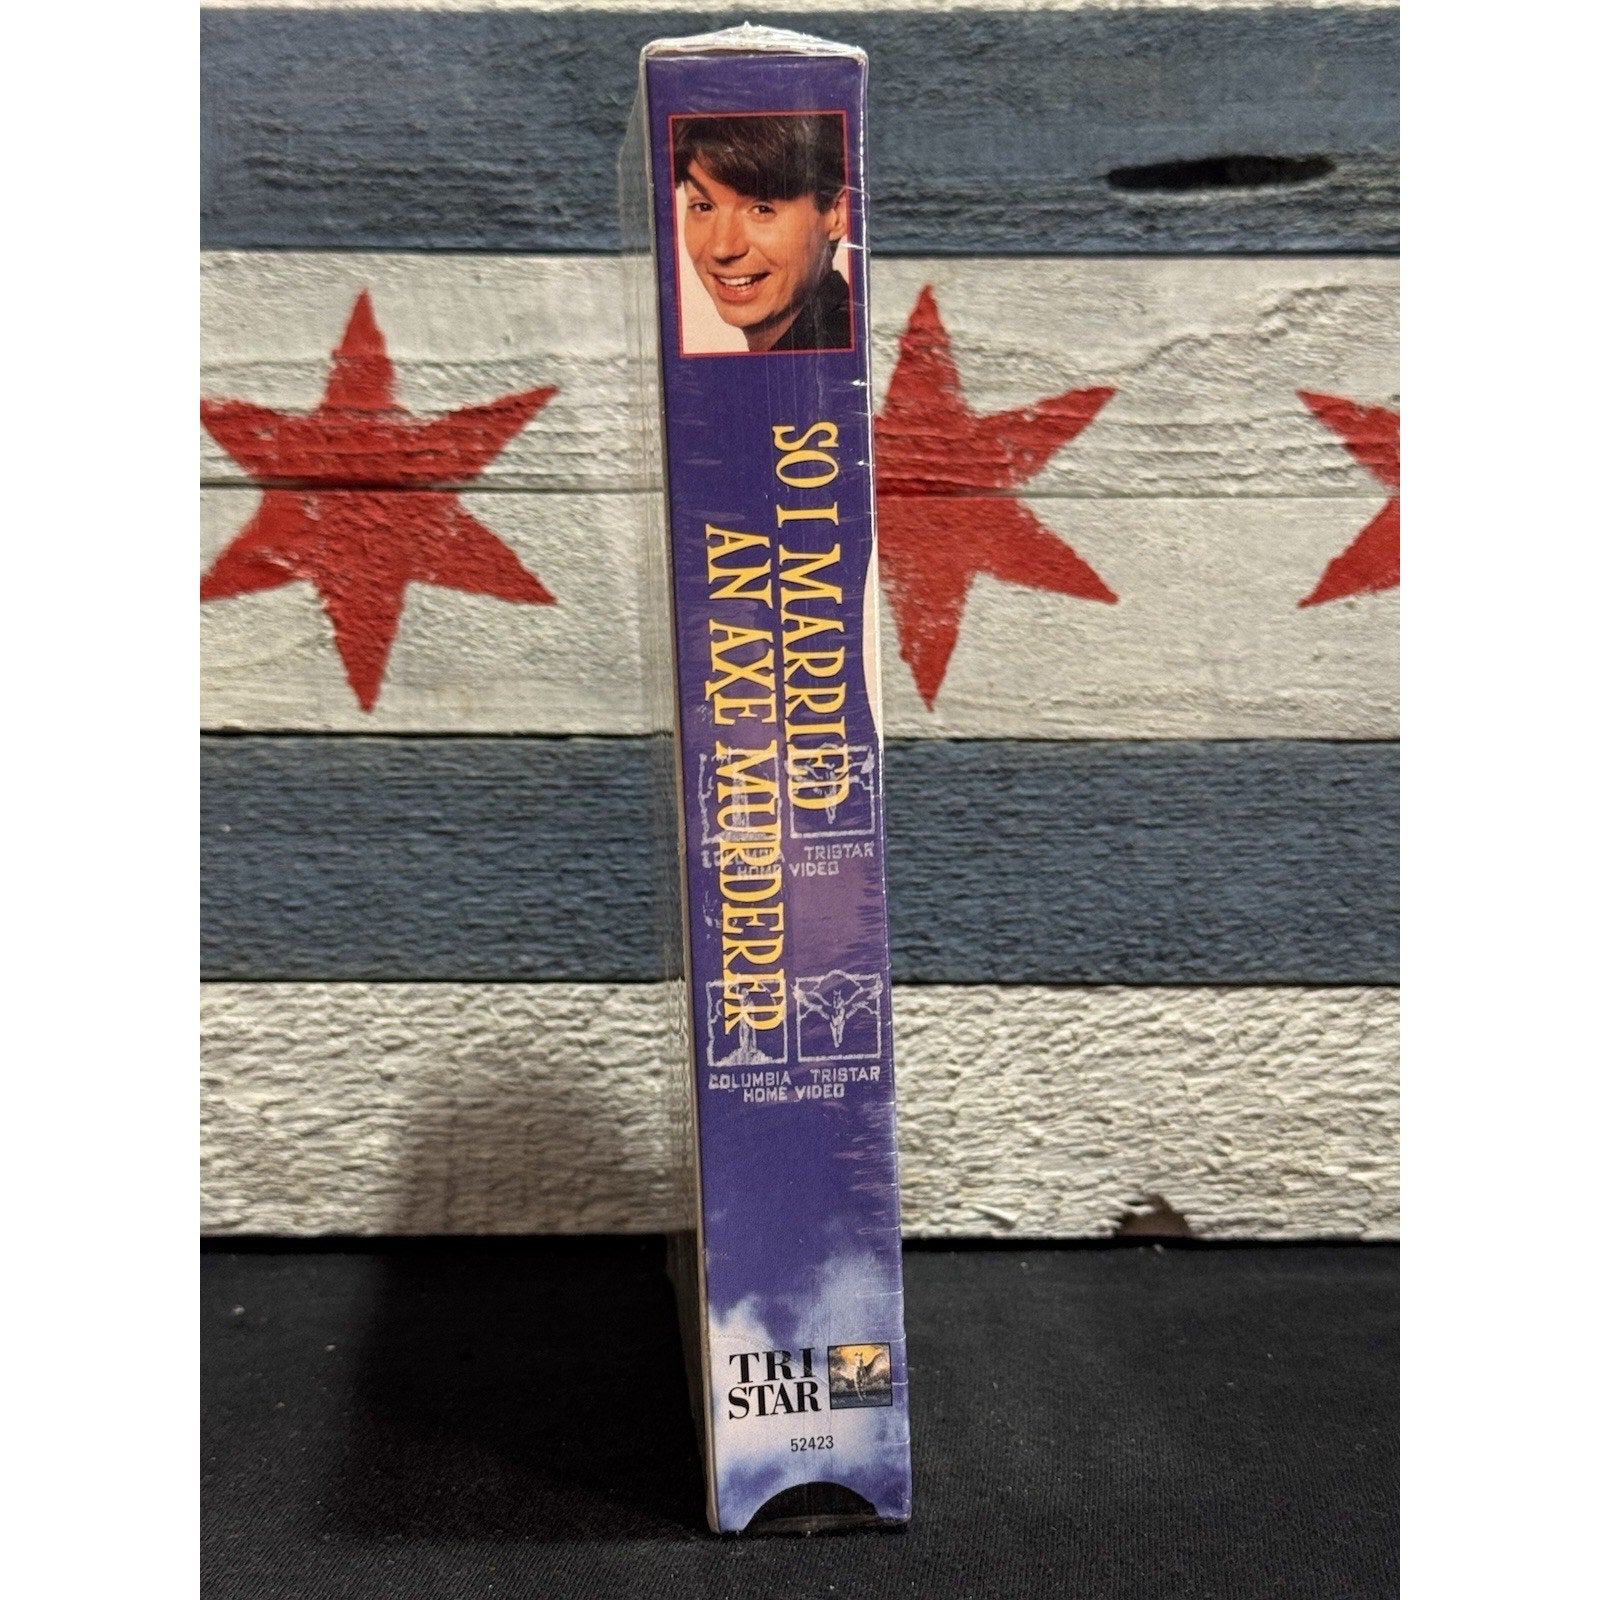 SO I MARRIED
AN AXE MURDERER
COLUMBIA TRISTAR
HOME VIDEO
COLUMBIA TRISTAR
HOME VIDEO
TRI
STAR
52423